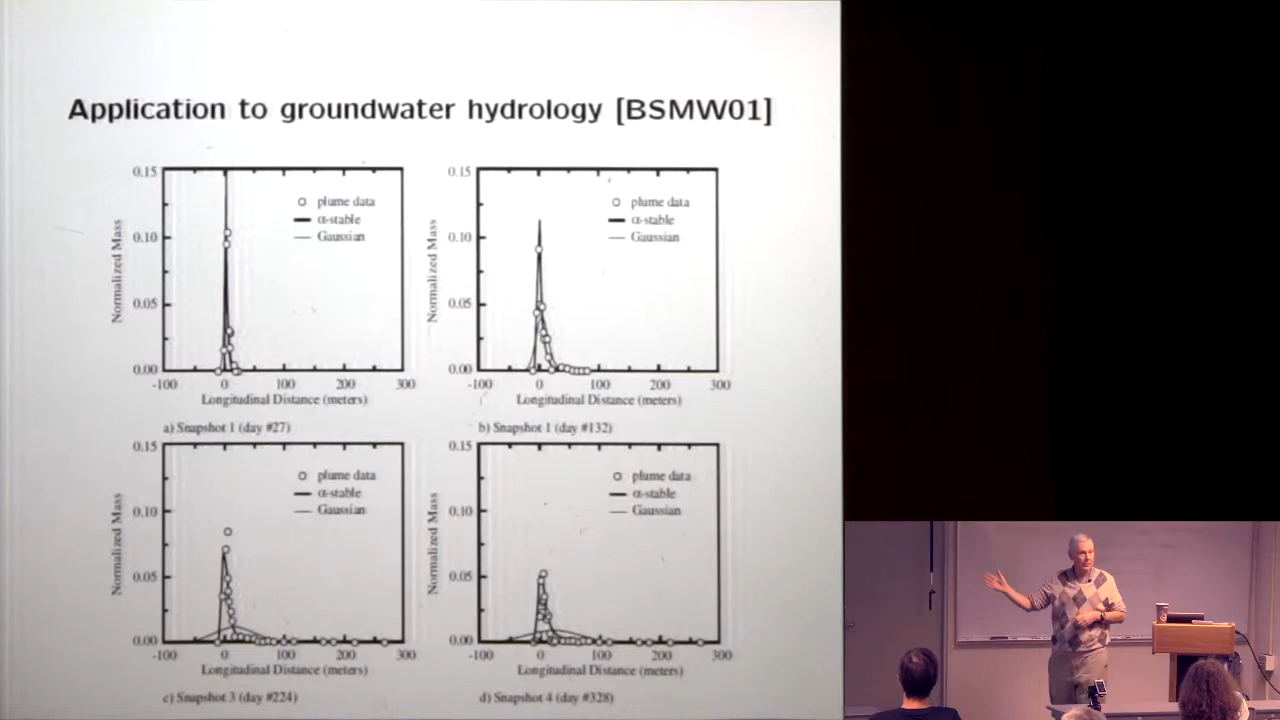 Application to groundwater hydrology [BSMW01]
0.15
0.10
0.05
0.00
Normalized Mass
plume data
α-stable
Gaussian
-100 0 100 200 300
Longitudinal Distance (meters)
a) Snapshot 1 (day #27)
0.15
0.10
0.05
0.00
Normalized Mass
plume data
α-stable
Gaussian
-100 0 100 200 300
Longitudinal Distance (meters)
b) Snapshot 1 (day #132)
0.15
0.10
0.05
0.00
Normalized Mass
plume data
α-stable
Gaussian
-100 0 100 200 300
Longitudinal Distance (meters)
c) Snapshot 3 (day #224)
0.15
0.10
0.05
0.00
Normalized Mass
plume data
α-stable
Gaussian
-100 0 100 200 300
Longitudinal Distance (meters)
d) Snapshot 4 (day #328)